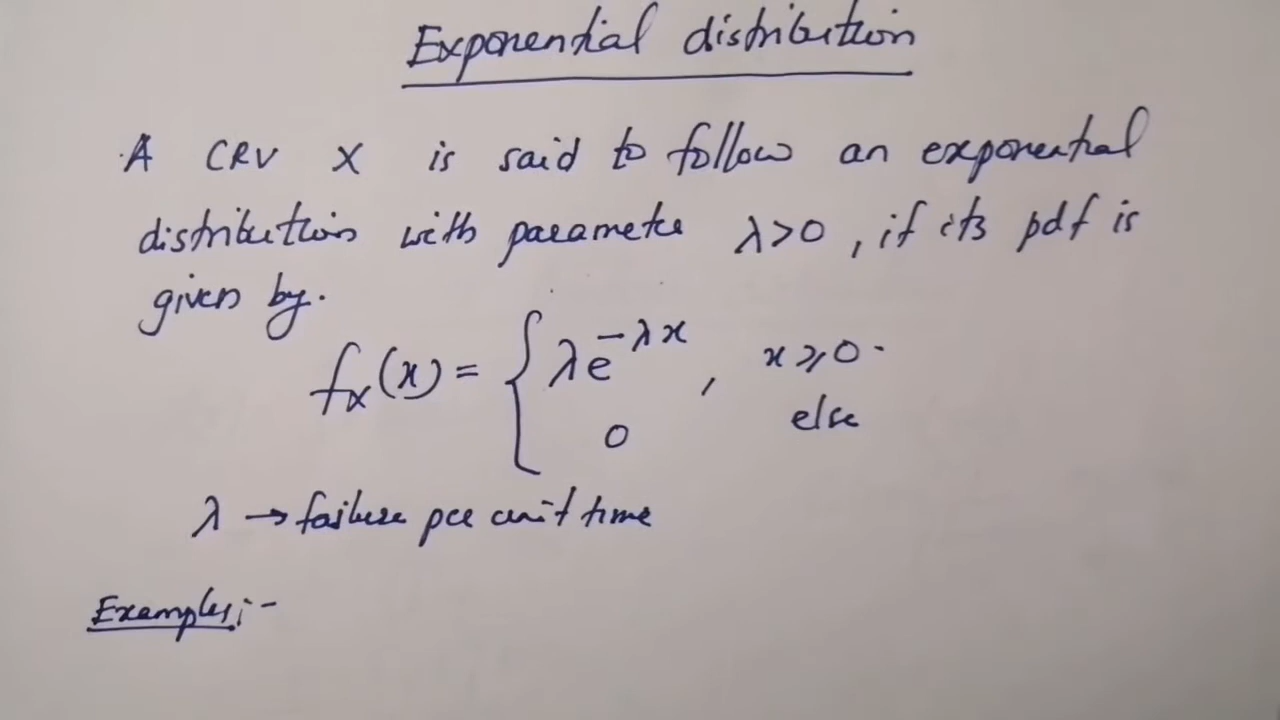 Exponential distribution
A CRV X is said to follow an exponential
distribution with parameter λ>0, if its pdf is
given by.
fx(x) = { λe^-λx , x ⩾ 0
0 else
λ → failure per unit time
Examples:-